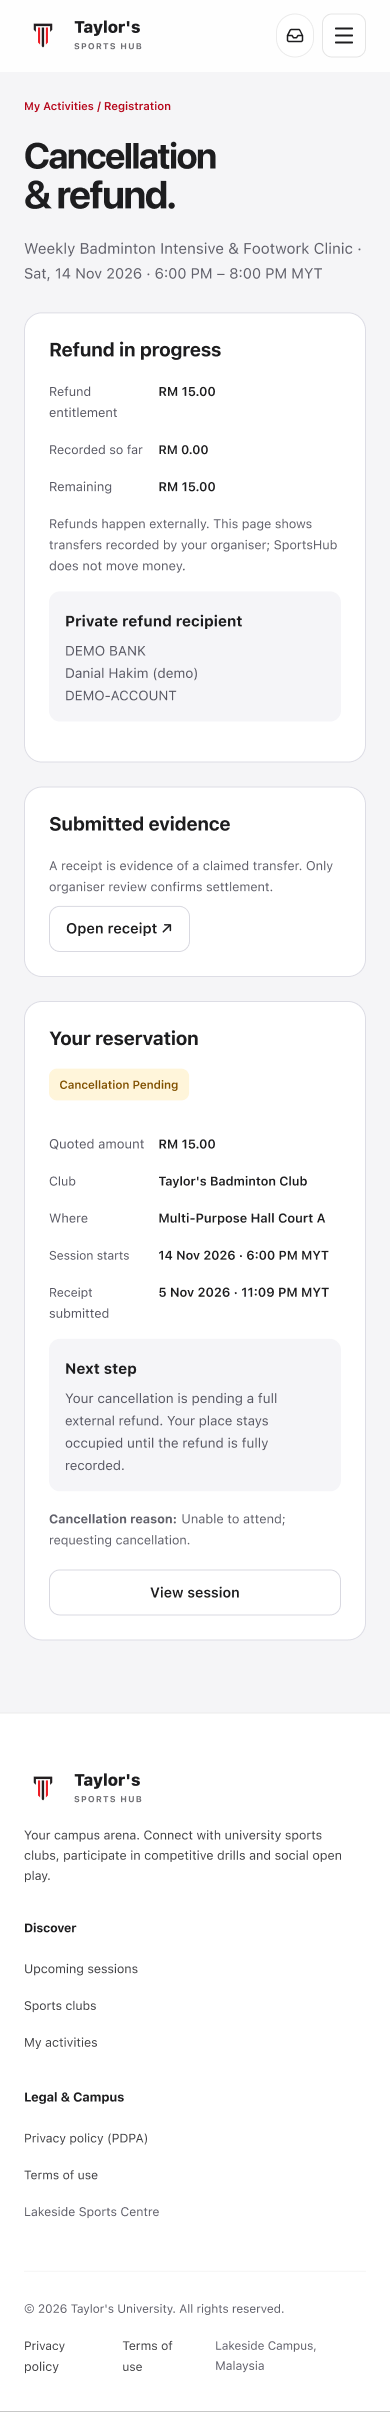 Taylor's
SPORTS HUB
My Activities / Registration
Cancellation
& refund.
Weekly Badminton Intensive & Footwork Clinic ·
Sat, 14 Nov 2026 · 6:00 PM – 8:00 PM MYT
Refund in progress
Refund entitlement RM 15.00
Recorded so far RM 0.00
Remaining RM 15.00
Refunds happen externally. This page shows
transfers recorded by your organiser; SportsHub
does not move money.
Private refund recipient
DEMO BANK
Danial Hakim (demo)
DEMO-ACCOUNT
Submitted evidence
A receipt is evidence of a claimed transfer. Only
organiser review confirms settlement.
Open receipt ↗
Your reservation
Cancellation Pending
Quoted amount RM 15.00
Club Taylor's Badminton Club
Where Multi-Purpose Hall Court A
Session starts 14 Nov 2026 · 6:00 PM MYT
Receipt submitted 5 Nov 2026 · 11:09 PM MYT
Next step
Your cancellation is pending a full
external refund. Your place stays
occupied until the refund is fully
recorded.
Cancellation reason: Unable to attend;
requesting cancellation.
View session
Taylor's
SPORTS HUB
Your campus arena. Connect with university sports
clubs, participate in competitive drills and social open
play.
Discover
Upcoming sessions
Sports clubs
My activities
Legal & Campus
Privacy policy (PDPA)
Terms of use
Lakeside Sports Centre
© 2026 Taylor's University. All rights reserved.
Privacy policy
Terms of use
Lakeside Campus, Malaysia